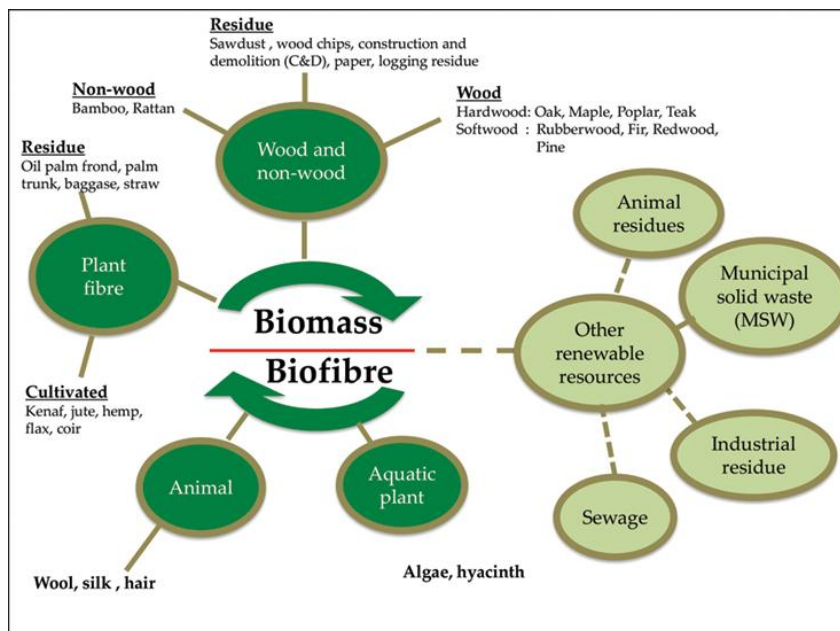 Residue
Sawdust , wood chips, construction and
demolition (C&D), paper, logging residue
Non-wood
Bamboo, Rattan
Wood
Hardwood: Oak, Maple, Poplar, Teak
Softwood : Rubberwood, Fir, Redwood,
Pine
Residue
Oil palm frond, palm
trunk, baggase, straw
Wood and
non-wood
Plant
fibre
Cultivated
Kenaf, jute, hemp,
flax, coir
Biomass
Biofibre
Animal
Wool, silk , hair
Aquatic
plant
Algae, hyacinth
Other
renewable
resources
Animal
residues
Municipal
solid waste
(MSW)
Industrial
residue
Sewage